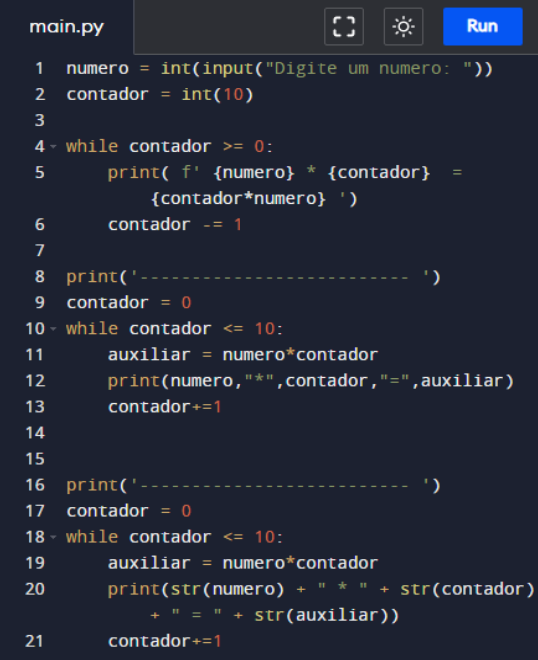 main.py
Run
1 numero = int(input("Digite um numero: "))
2 contador = int(10)
3
4 while contador >= 0:
5     print( f' {numero} * {contador}  =
        {contador*numero} ')
6     contador -= 1
7
8 print('-------------------------- ')
9 contador = 0
10 while contador <= 10:
11     auxiliar = numero*contador
12     print(numero,"*",contador,"=",auxiliar)
13     contador+=1
14
15
16 print('-------------------------- ')
17 contador = 0
18 while contador <= 10:
19     auxiliar = numero*contador
20     print(str(numero) + " * " + str(contador)
        + " = " + str(auxiliar))
21     contador+=1